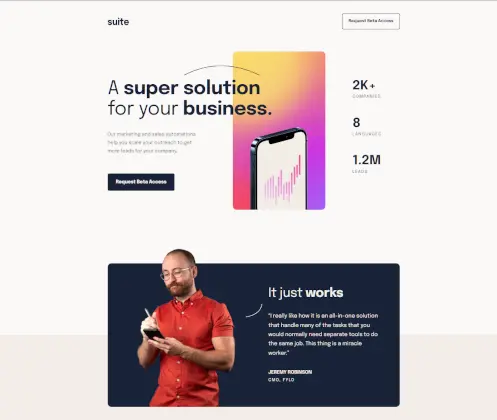 suite
Request Beta Access
A super solution
for your business.
Our marketing and sales automations
help you scale your outreach to get
more leads for your company.
Request Beta Access
2K+
COMPANIES
8
LANGUAGES
1.2M
LEADS
It just works
“I really like how it is an all-in-one solution
that handle many of the tasks that you
would normally need separate tools to do
the same job. This thing is a miracle
worker.”
JEREMY ROBINSON
CMO, FYLO